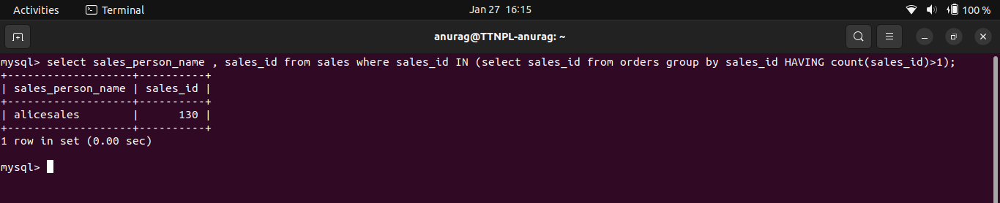 Activities Terminal Jan 27 16:15 100 %
anurag@TTNPL-anurag: ~
mysql> select sales_person_name , sales_id from sales where sales_id IN (select sales_id from orders group by sales_id HAVING count(sales_id)>1);
+-------------------+----------+
| sales_person_name | sales_id |
+-------------------+----------+
| alicesales        |      130 |
+-------------------+----------+
1 row in set (0.00 sec)
mysql>